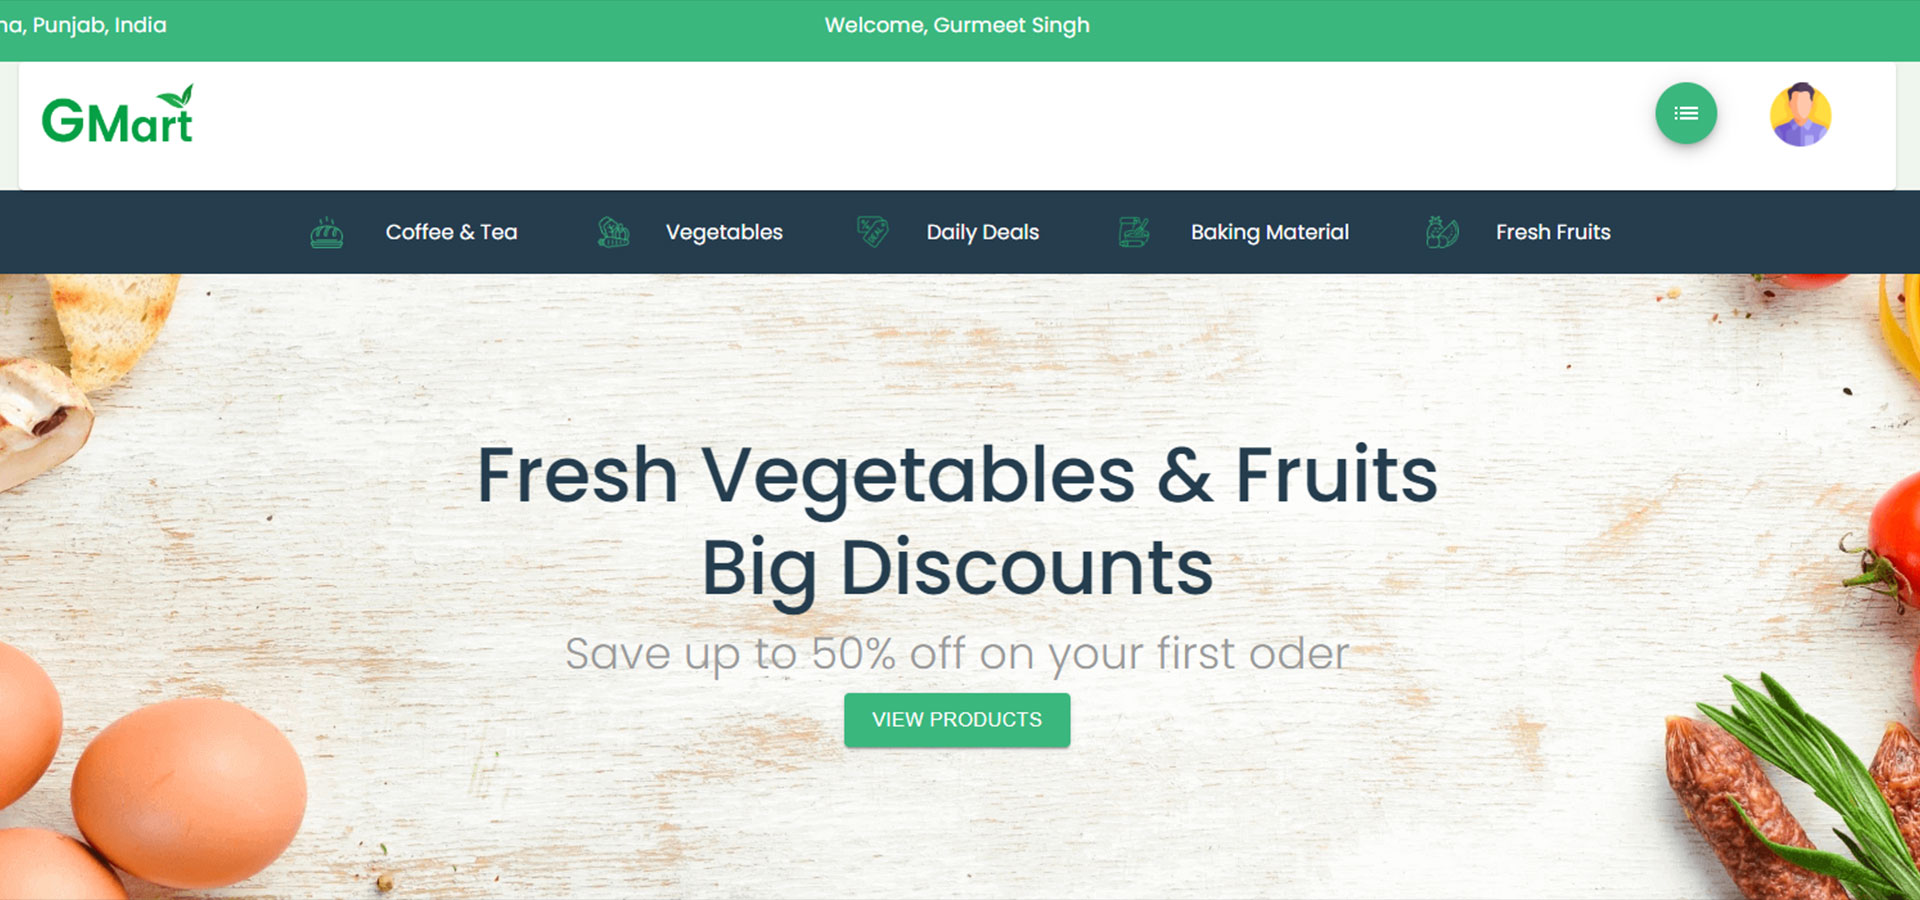 Punjab, India
Welcome, Gurmeet Singh
GMart
Coffee & Tea
Vegetables
Daily Deals
Baking Material
Fresh Fruits
Fresh Vegetables & Fruits
Big Discounts
Save up to 50% off on your first oder
VIEW PRODUCTS